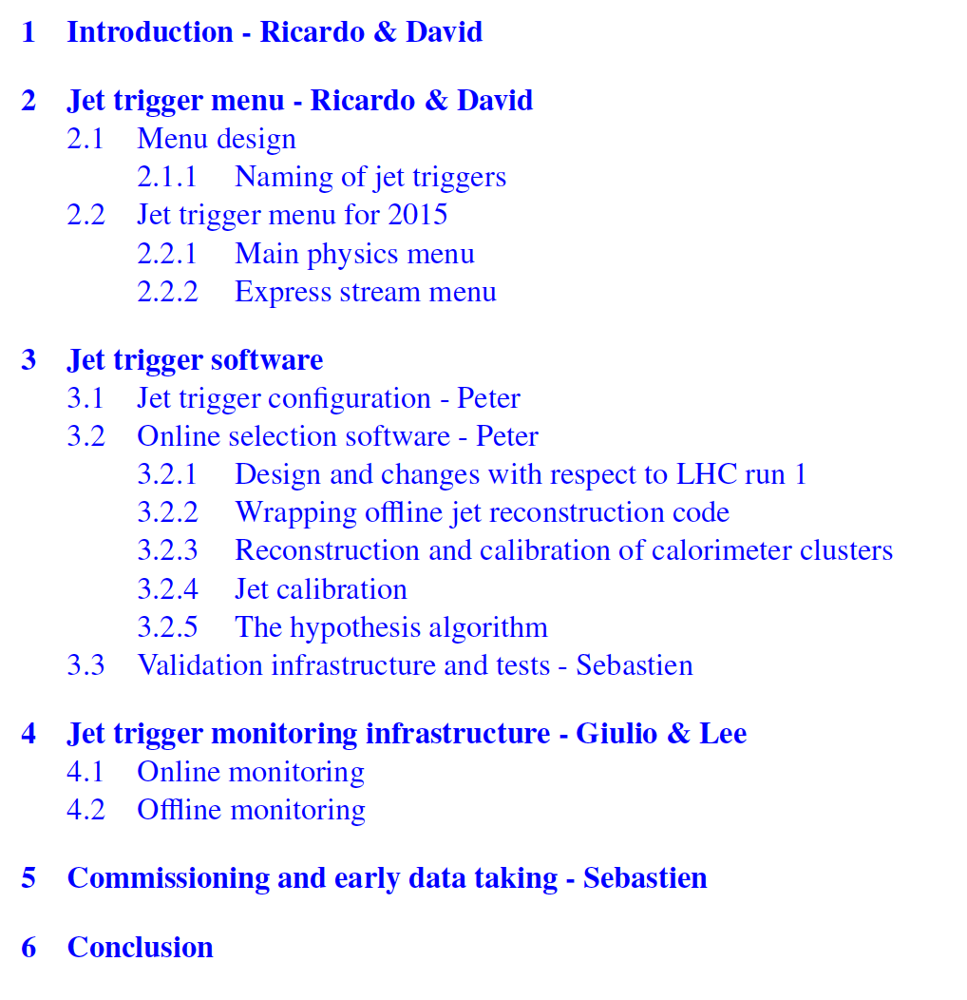 1 Introduction - Ricardo & David
2 Jet trigger menu - Ricardo & David
2.1 Menu design
2.1.1 Naming of jet triggers
2.2 Jet trigger menu for 2015
2.2.1 Main physics menu
2.2.2 Express stream menu
3 Jet trigger software
3.1 Jet trigger configuration - Peter
3.2 Online selection software - Peter
3.2.1 Design and changes with respect to LHC run 1
3.2.2 Wrapping offline jet reconstruction code
3.2.3 Reconstruction and calibration of calorimeter clusters
3.2.4 Jet calibration
3.2.5 The hypothesis algorithm
3.3 Validation infrastructure and tests - Sebastien
4 Jet trigger monitoring infrastructure - Giulio & Lee
4.1 Online monitoring
4.2 Offline monitoring
5 Commissioning and early data taking - Sebastien
6 Conclusion